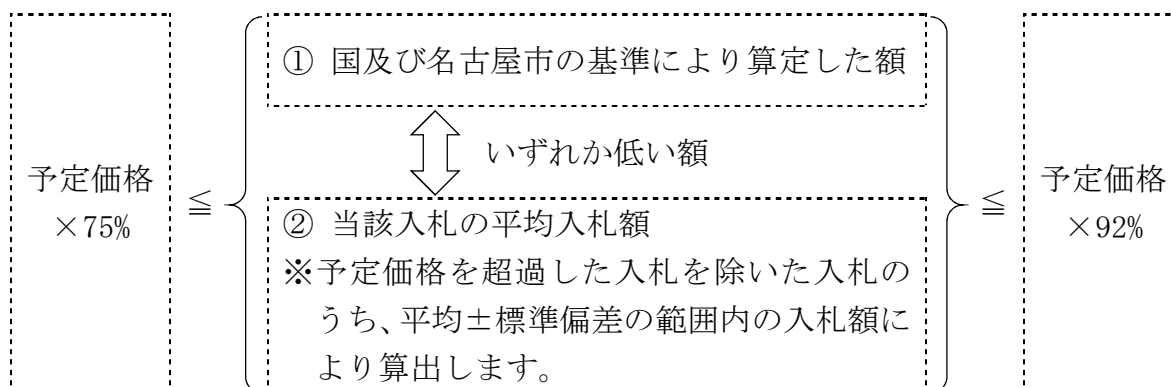 ① 国及び名古屋市の基準により算定した額
いずれか低い額
予定価格
×75%
≦
② 当該入札の平均入札額
※予定価格を超過した入札を除いた入札の
うち、平均±標準偏差の範囲内の入札額に
より算出します。
≦
予定価格
×92%